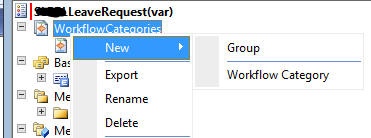 LeaveRequest(var)
WorkflowCategories
New
Group
Bas
Export
Workflow Category
Me
Rename
Me
Delete